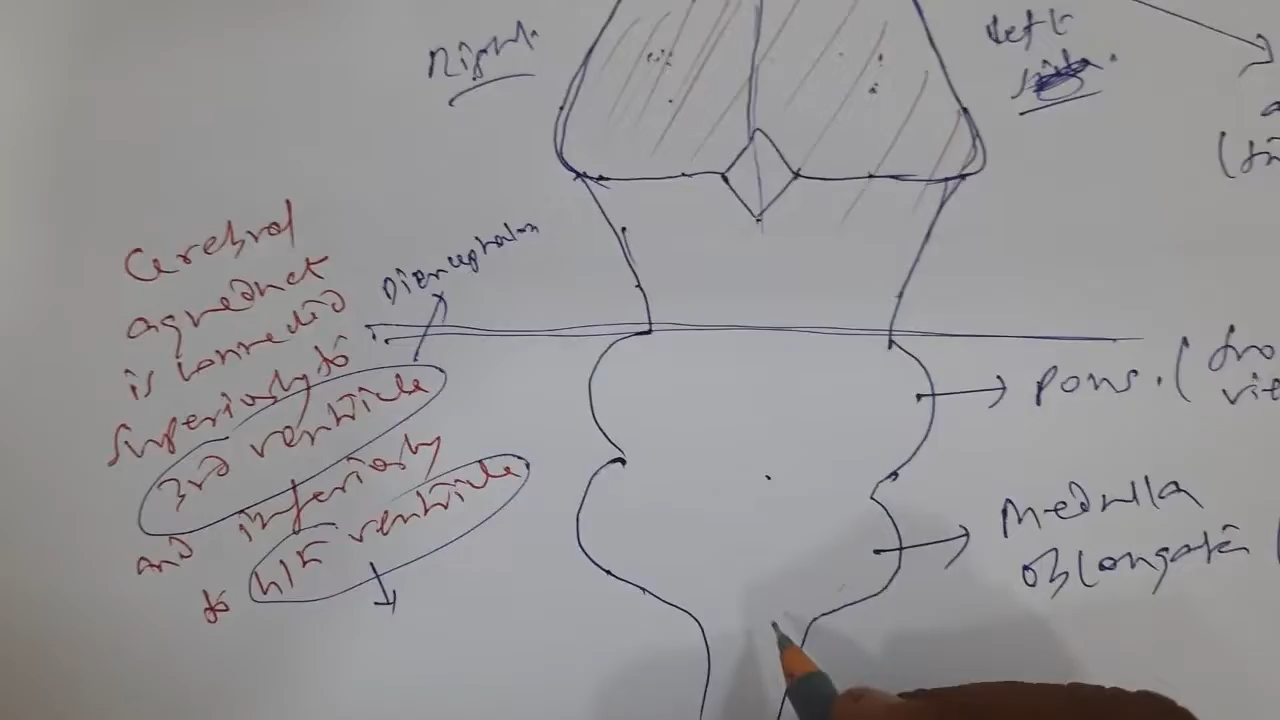 Right.
Left
side.
Cerebral
aqueduct
is connected
superiorly to
3rd ventricle
and inferiorly
to 4th ventricle
Diencephalon
pons. (
Medulla
oblongata (